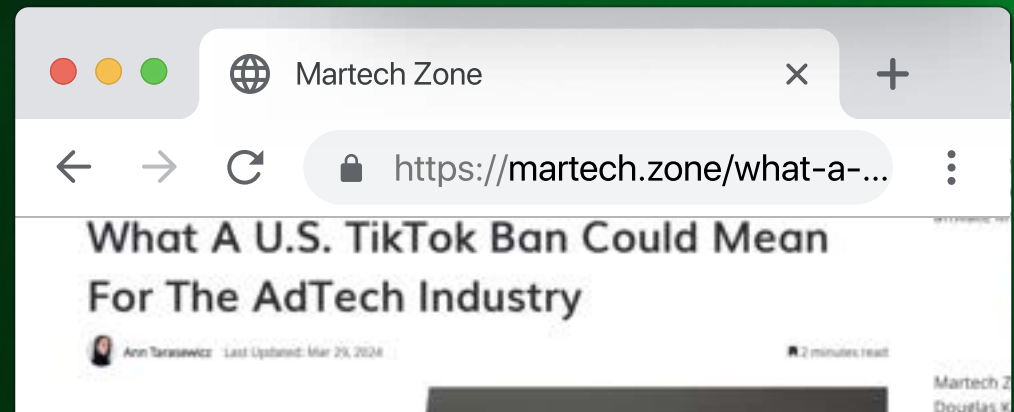 Martech Zone
https://martech.zone/what-a-...
What A U.S. TikTok Ban Could Mean
For The AdTech Industry
Ann Tarasewicz Last Updated: Mar 29, 2024
2 minutes read
Martech Z
Douglas K